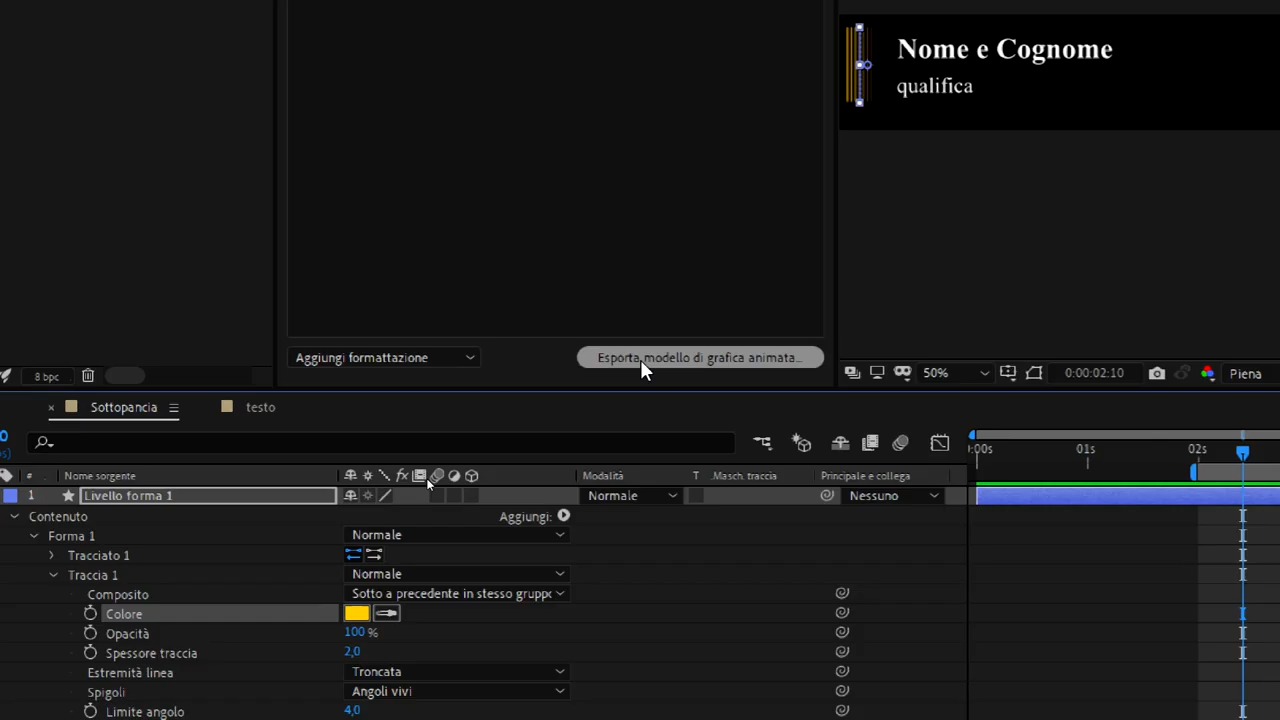 Nome e Cognome
qualifica
Aggiungi formattazione
Esporta modello di grafica animata...
8 bpc
50%
0:00:02:10
Piena
Sottopancia
testo
:00s
01s
02s
#
Nome sorgente
fx
Modalità
T
.Masch. traccia
Principale e collega
1
Livello forma 1
Normale
Nessuno
Contenuto
Aggiungi:
Forma 1
Normale
Tracciato 1
Traccia 1
Normale
Composito
Sotto a precedente in stesso grupp
Colore
Opacità
100 %
Spessore traccia
2,0
Estremità linea
Troncata
Spigoli
Angoli vivi
Limite angolo
4,0